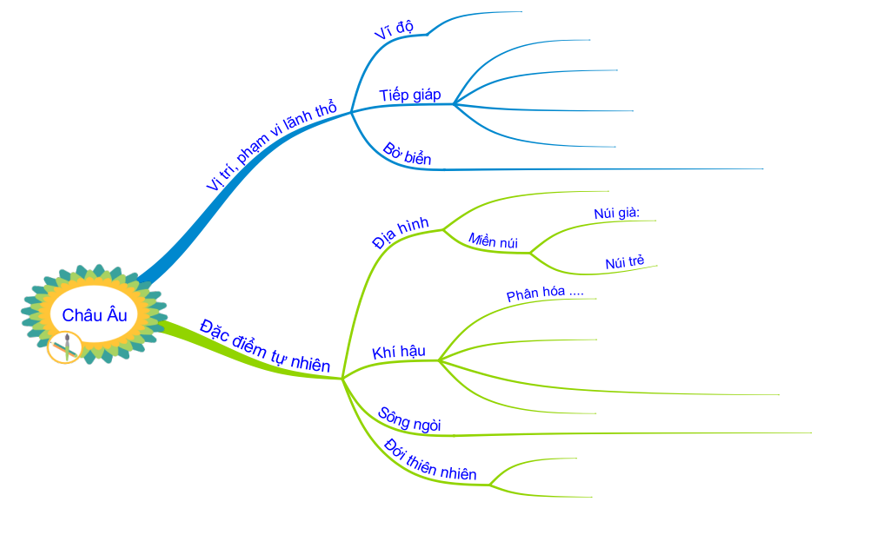 Châu Âu
Vị trí, phạm vi lãnh thổ
Vĩ độ
Tiếp giáp
Bờ biển
Đặc điểm tự nhiên
Địa hình
Miền núi
Núi già:
Núi trẻ
Khí hậu
Phân hóa ....
Sông ngòi
Đới thiên nhiên